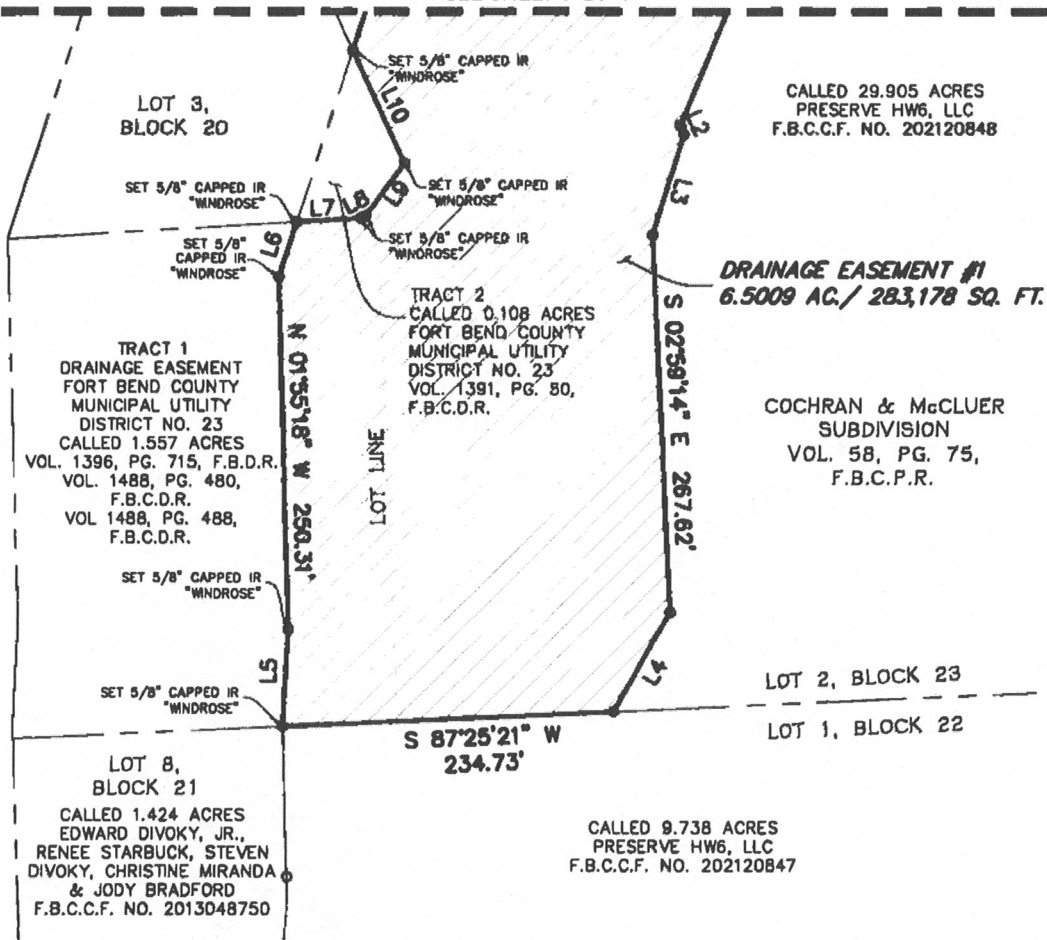 SET 5/8" CAPPED IR
"WINDROSE"
L10
LOT 3,
BLOCK 20
CALLED 29.905 ACRES
PRESERVE HW6, LLC
F.B.C.C.F. NO. 202120848
L2
SET 5/8" CAPPED IR
"WINDROSE"
SET 5/8" CAPPED IR
"WINDROSE"
L3
L7
L8
L9
SET 5/8" CAPPED IR
"WINDROSE"
SET 5/8"
CAPPED IR
"WINDROSE"
L6
DRAINAGE EASEMENT #1
6.5009 AC./ 283,178 SQ. FT.
TRACT 2
CALLED 0.108 ACRES
FORT BEND COUNTY
MUNICIPAL UTILITY
DISTRICT NO. 23
VOL. 1391, PG. 80,
F.B.C.D.R.
S 02°59'14" E 267.62'
N 01°55'18" W 250.31'
TRACT 1
DRAINAGE EASEMENT
FORT BEND COUNTY
MUNICIPAL UTILITY
DISTRICT NO. 23
CALLED 1.557 ACRES
VOL. 1396, PG. 715, F.B.D.R.
VOL. 1488, PG. 480,
F.B.C.D.R.
VOL 1488, PG. 488,
F.B.C.D.R.
LOT LINE
COCHRAN & McCLUER
SUBDIVISION
VOL. 58, PG. 75,
F.B.C.P.R.
SET 5/8" CAPPED IR
"WINDROSE"
L5
L4
SET 5/8" CAPPED IR
"WINDROSE"
LOT 2, BLOCK 23
LOT 1, BLOCK 22
S 87°25'21" W
234.73'
LOT 8,
BLOCK 21
CALLED 1.424 ACRES
EDWARD DIVOKY, JR.,
RENEE STARBUCK, STEVEN
DIVOKY, CHRISTINE MIRANDA
& JODY BRADFORD
F.B.C.C.F. NO. 2013048750
CALLED 9.738 ACRES
PRESERVE HW6, LLC
F.B.C.C.F. NO. 202120847